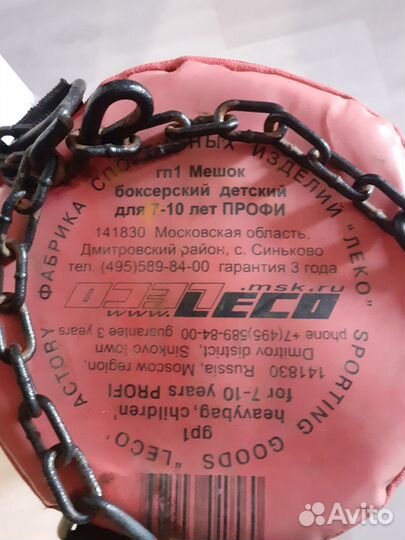 ФАБРИКА СПОРТИВНЫХ ИЗДЕЛИЙ "ЛЕКО"
гп1 Мешок
боксерский детский
для 7-10 лет ПРОФИ
141830 Московская область.
Дмитровский район, с. Синьково
тел. (495)589-84-00 гарантия 3 года
www.LECO.msk.ru
phone +7(495)589-84-00 guarantee 3 years
Dmitrov district, Sinkovo town
141830 Russia, Moscow region,
for 7-10 years PROFI
heavybag, children'
gp1
SPORTING GOODS "LECO' ACTORY
Avito